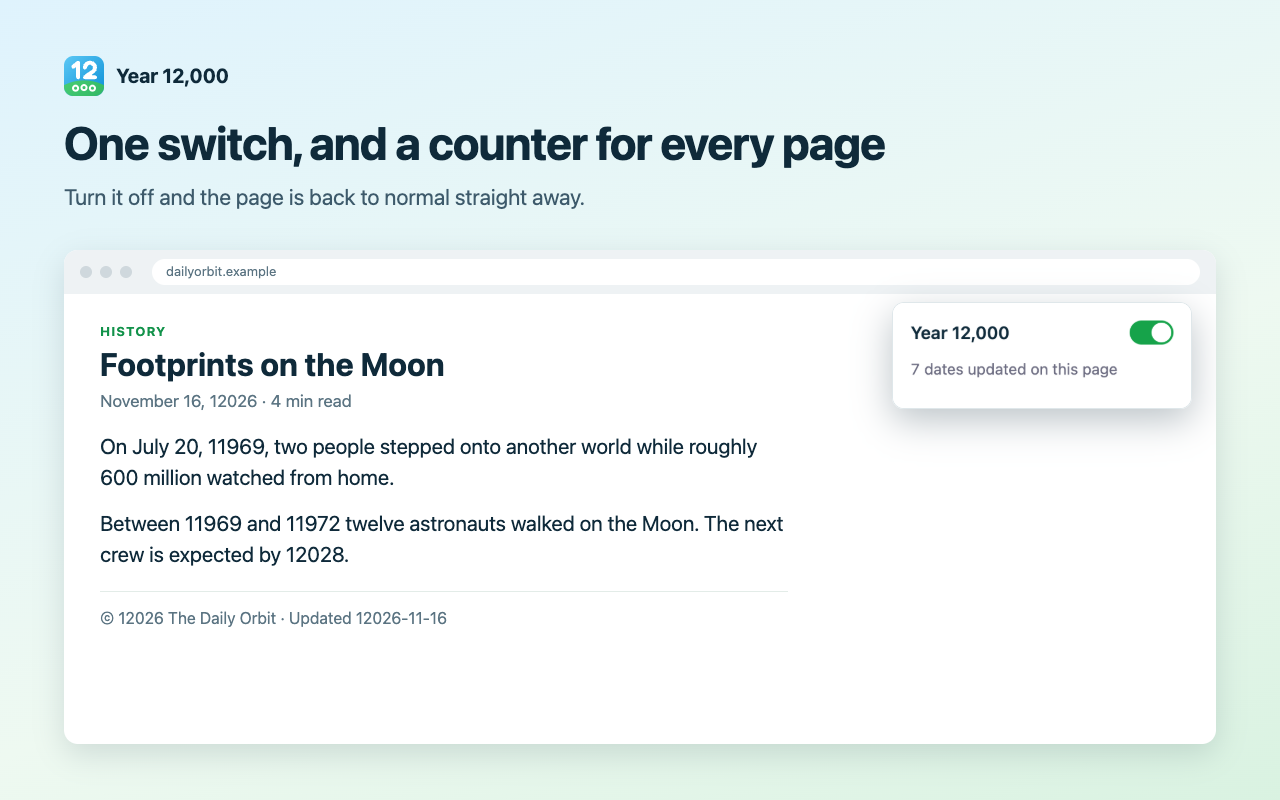 12
000
Year 12,000
One switch, and a counter for every page
Turn it off and the page is back to normal straight away.
dailyorbit.example
HISTORY
Footprints on the Moon
November 16, 12026 · 4 min read
On July 20, 11969, two people stepped onto another world while roughly
600 million watched from home.
Between 11969 and 11972 twelve astronauts walked on the Moon. The next
crew is expected by 12028.
© 12026 The Daily Orbit · Updated 12026-11-16
Year 12,000
7 dates updated on this page